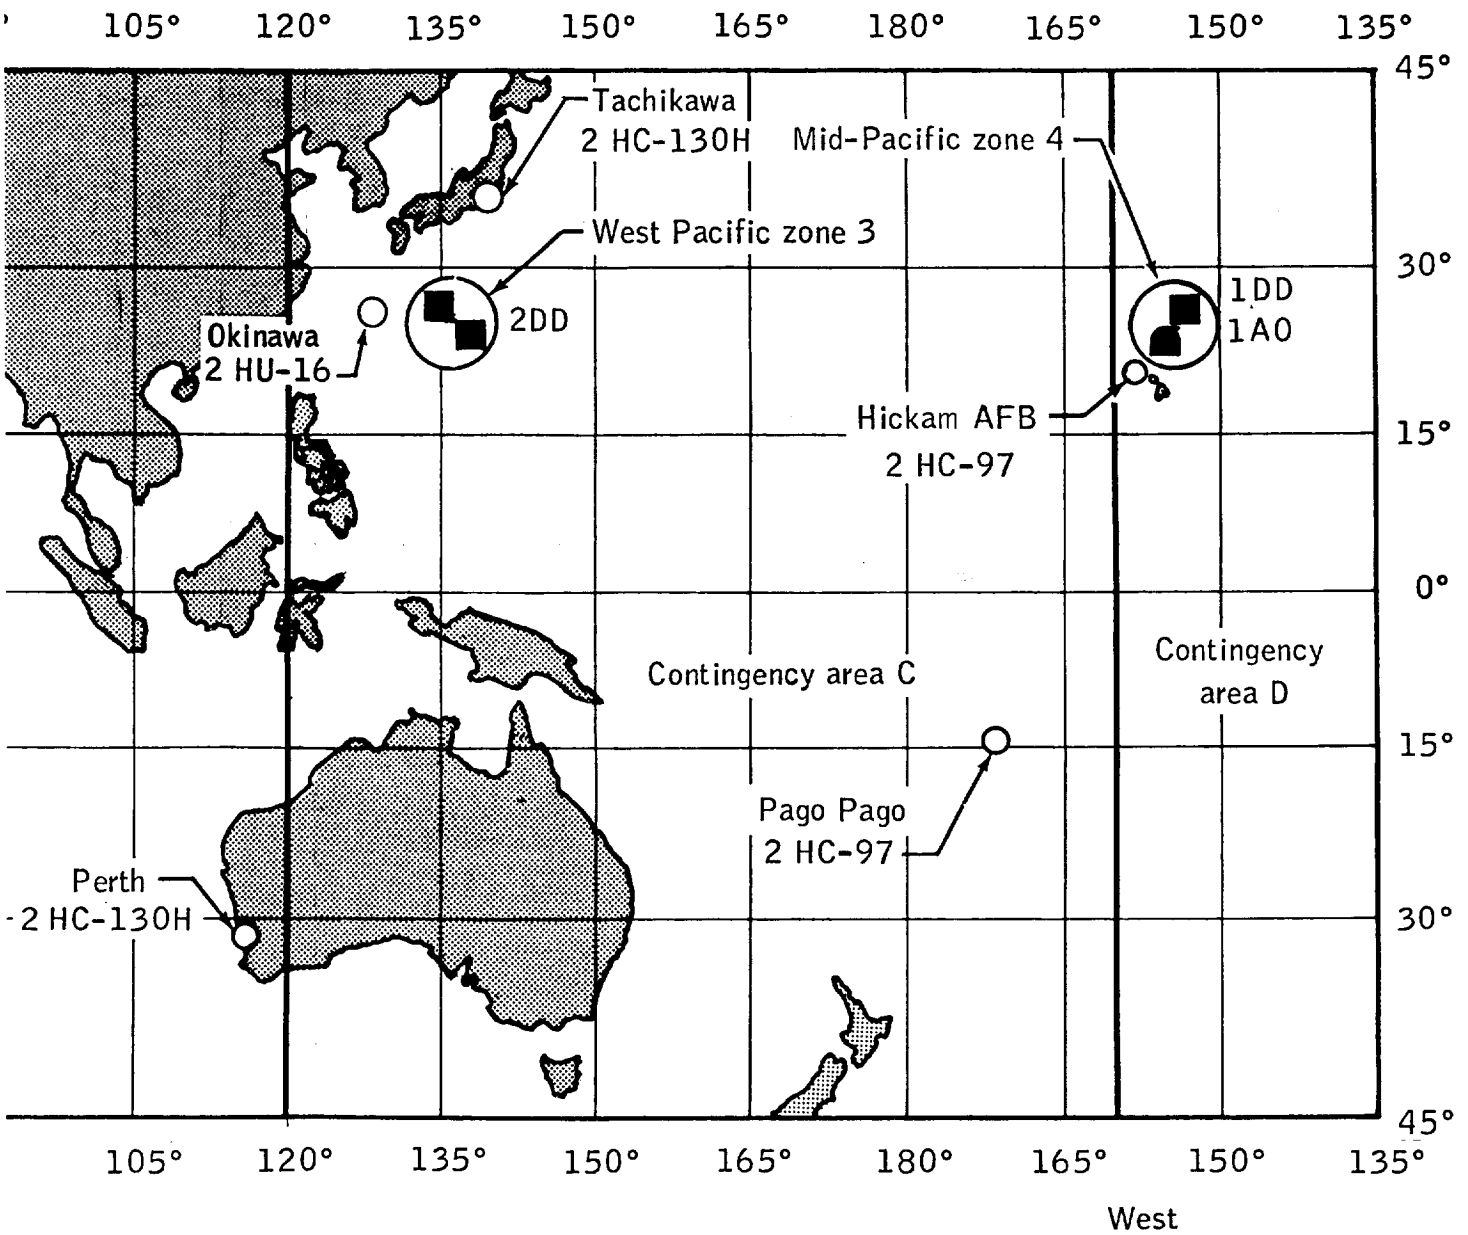 105° 120° 135° 150° 165° 180° 165° 150° 135°
45°
Tachikawa
2 HC-130H
Mid-Pacific zone 4
West Pacific zone 3
30°
1DD
1AO
2DD
Okinawa
2 HU-16
Hickam AFB
2 HC-97
15°
0°
Contingency area C
Contingency
area D
15°
Pago Pago
2 HC-97
Perth
2 HC-130H
30°
45°
105° 120° 135° 150° 165° 180° 165° 150° 135°
West